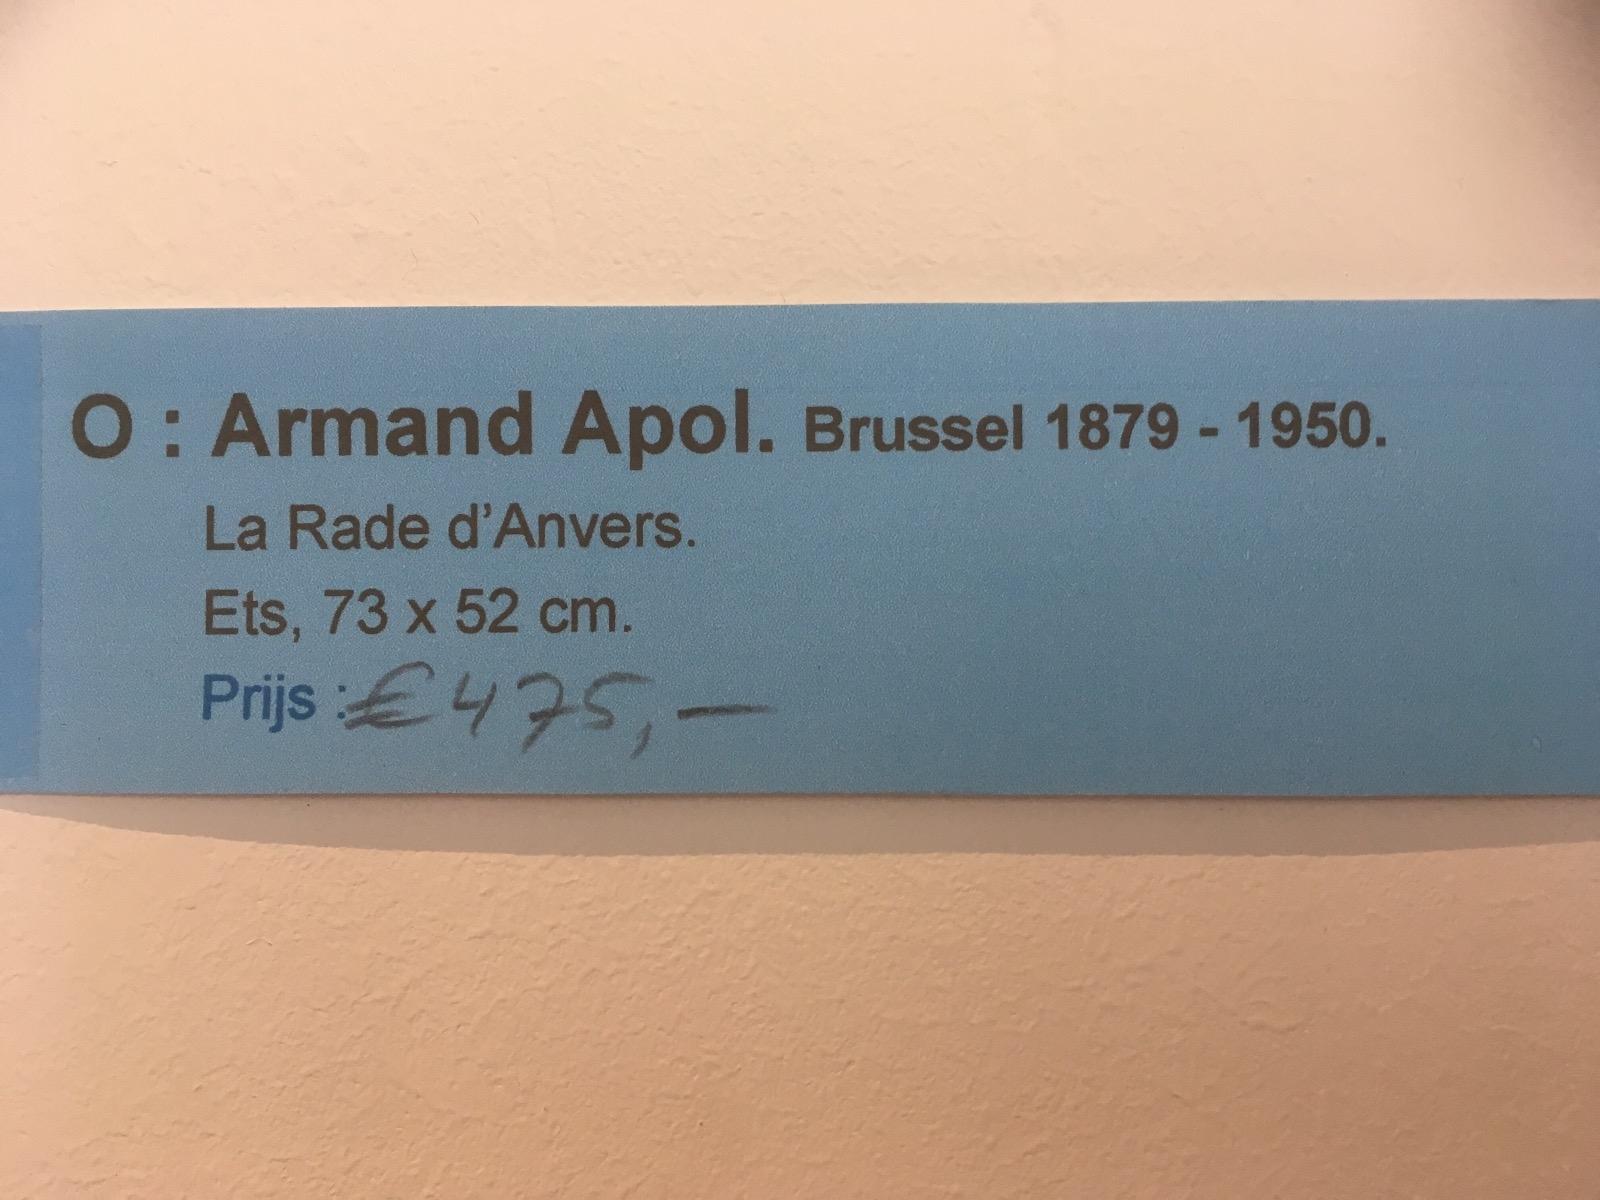 O : Armand Apol. Brussel 1879 - 1950.
La Rade d’Anvers.
Ets, 73 x 52 cm.
Prijs : € 475,—